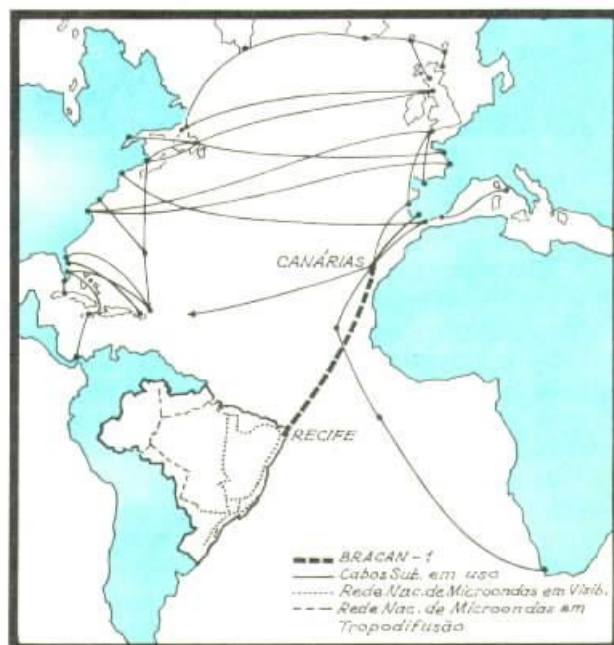 CANÁRIAS
RECIFE
BRACAN-1
Cabos Sub. em uso
Rede Nac. de Microondas em Visib.
Rede Nac. de Microondas em
Tropodifusão